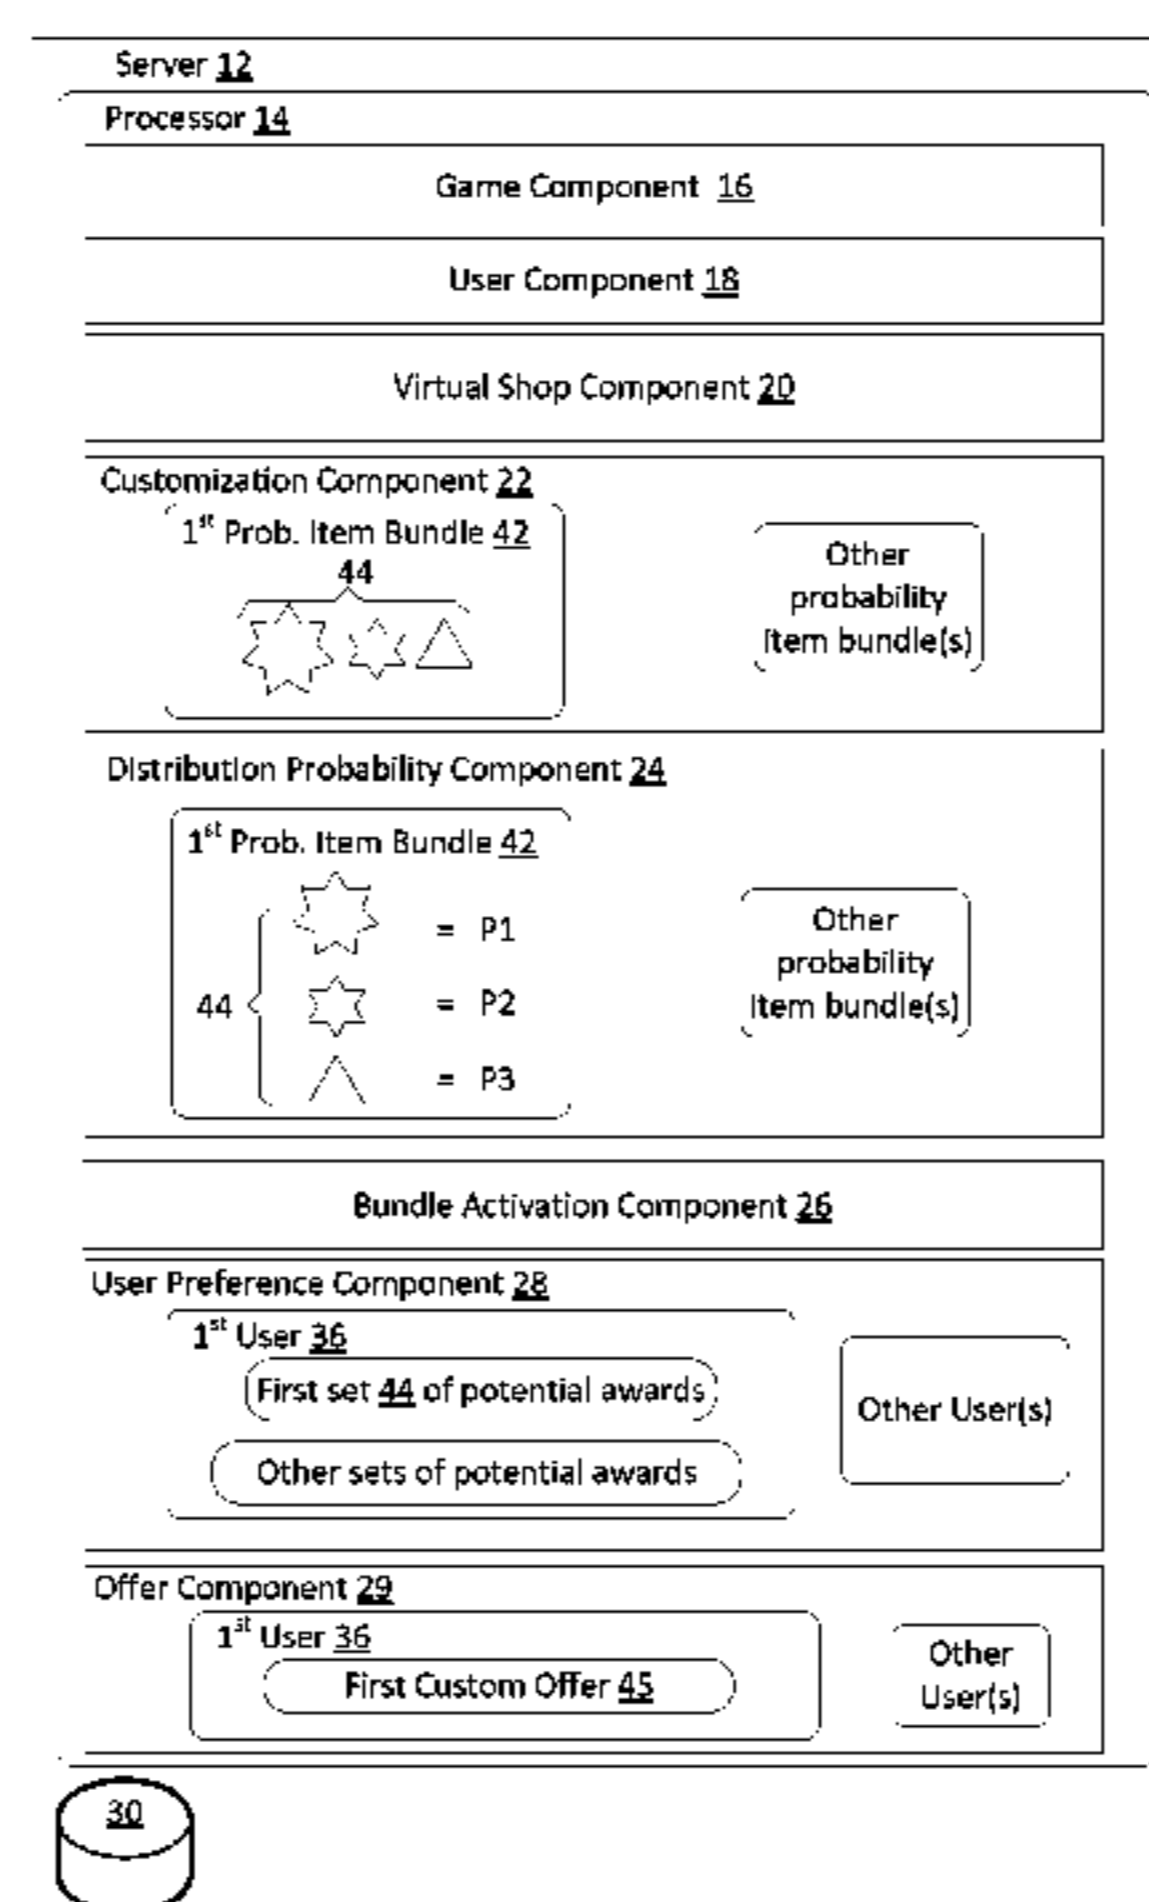 Server 12
Processor 14
Game Component 16
User Component 18
Virtual Shop Component 20
Customization Component 22
1st Prob. Item Bundle 42
44
Other
probability
Item bundle(s)
Distribution Probability Component 24
1st Prob. Item Bundle 42
44
= P1
= P2
= P3
Other
probability
Item bundle(s)
Bundle Activation Component 26
User Preference Component 28
1st User 36
First set 44 of potential awards
Other sets of potential awards
Other User(s)
Offer Component 29
1st User 36
First Custom Offer 45
Other
User(s)
30